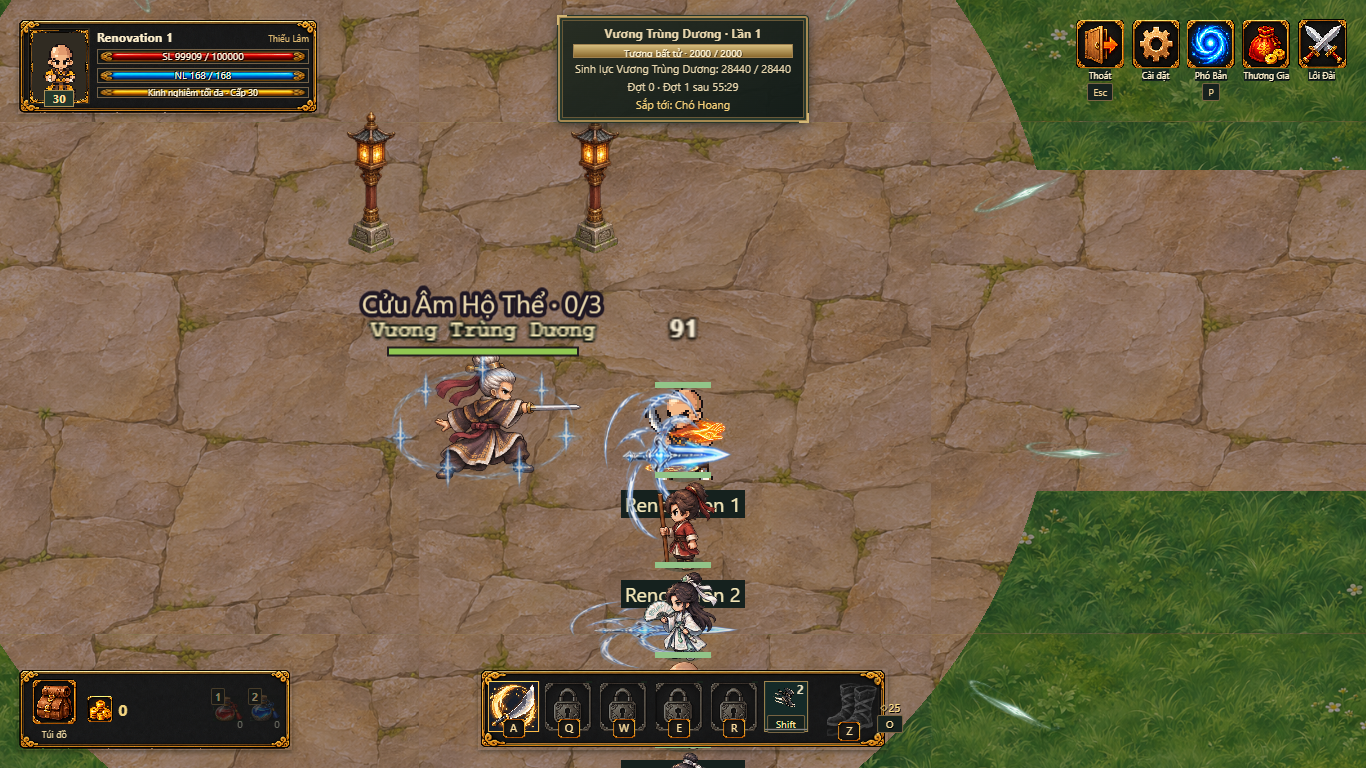 Renovation 1
Thiếu Lâm
SL 99909 / 100000
NL 168 / 168
Kinh nghiệm tối đa · Cấp 30
30
Vương Trùng Dương · Lần 1
Tương bất tử · 2000 / 2000
Sinh lực Vương Trùng Dương: 28440 / 28440
Đợt 0 · Đợt 1 sau 55:29
Sắp tới: Chó Hoang
Thoát
Cài đặt
Phó Bản
Thương Gia
Lôi Đài
Esc
P
Cửu Âm Hộ Thể · 0/3
Vương Trùng Dương
91
1
2
0
1
2
0
0
Túi đồ
A
Q
W
E
R
2
Shift
Z
25
O